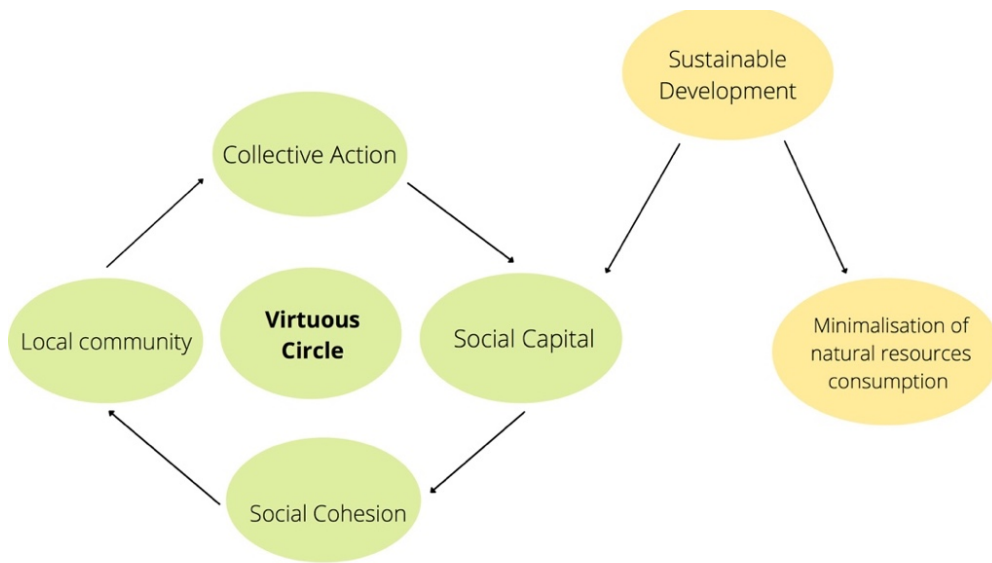 Sustainable
Development
Collective Action
Virtuous
Circle
Local community
Social Capital
Minimalisation of
natural resources
consumption
Social Cohesion